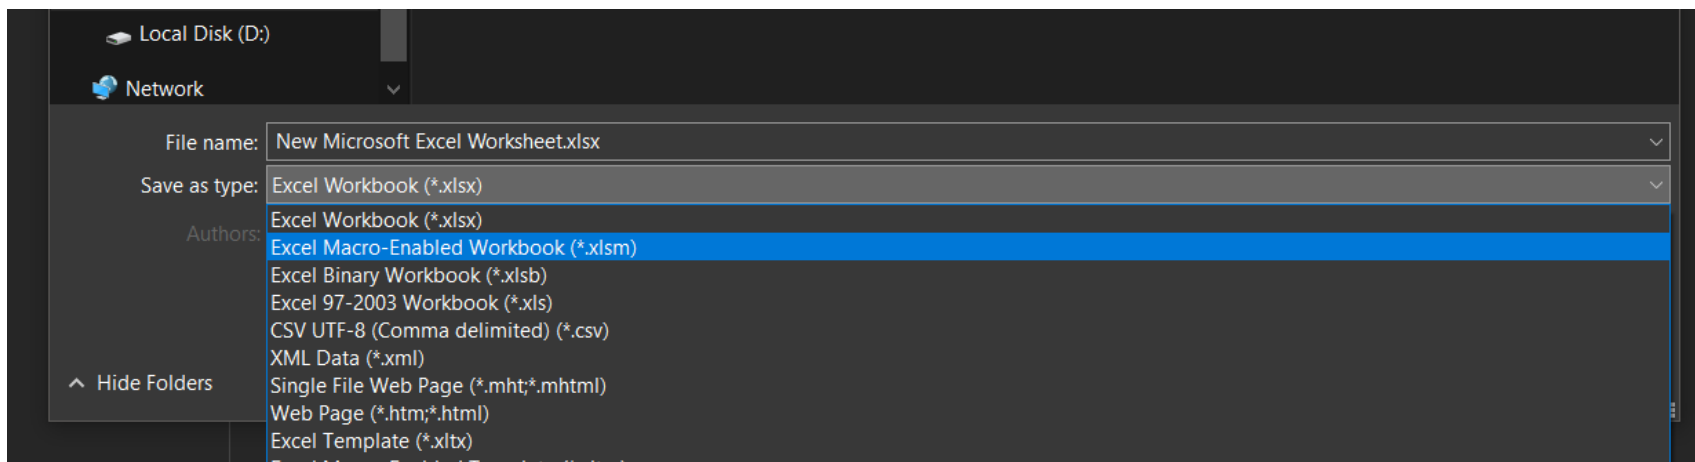 Local Disk (D:)
Network
File name: New Microsoft Excel Worksheet.xlsx
Save as type: Excel Workbook (*.xlsx)
Authors:
Excel Workbook (*.xlsx)
Excel Macro-Enabled Workbook (*.xlsm)
Excel Binary Workbook (*.xlsb)
Excel 97-2003 Workbook (*.xls)
CSV UTF-8 (Comma delimited) (*.csv)
XML Data (*.xml)
Single File Web Page (*.mht;*.mhtml)
Web Page (*.htm;*.html)
Excel Template (*.xltx)
Hide Folders